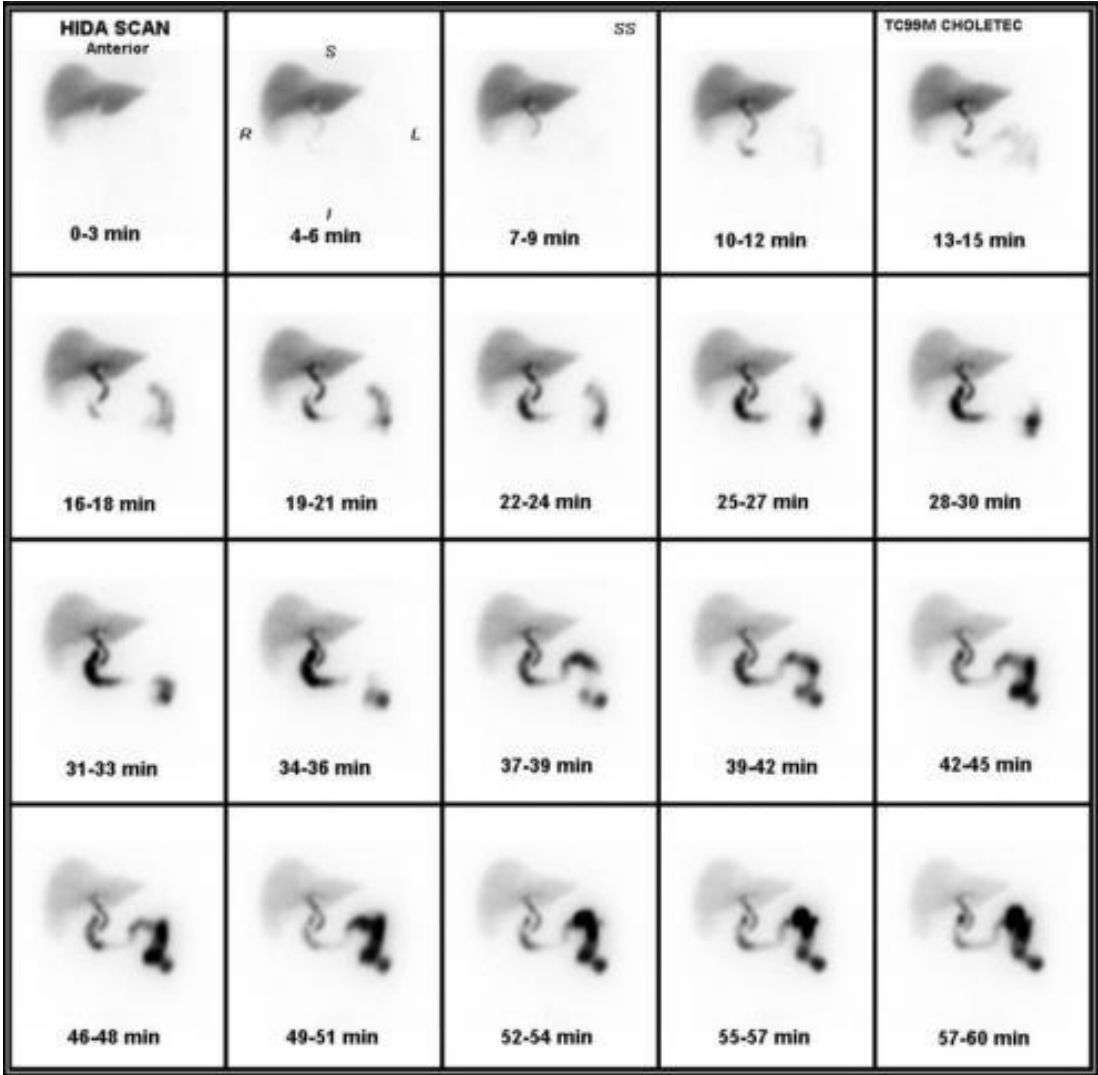 HIDA SCAN
Anterior
S
R
L
I
SS
TC99M CHOLETEC
0-3 min
4-6 min
7-9 min
10-12 min
13-15 min
16-18 min
19-21 min
22-24 min
25-27 min
28-30 min
31-33 min
34-36 min
37-39 min
39-42 min
42-45 min
46-48 min
49-51 min
52-54 min
55-57 min
57-60 min